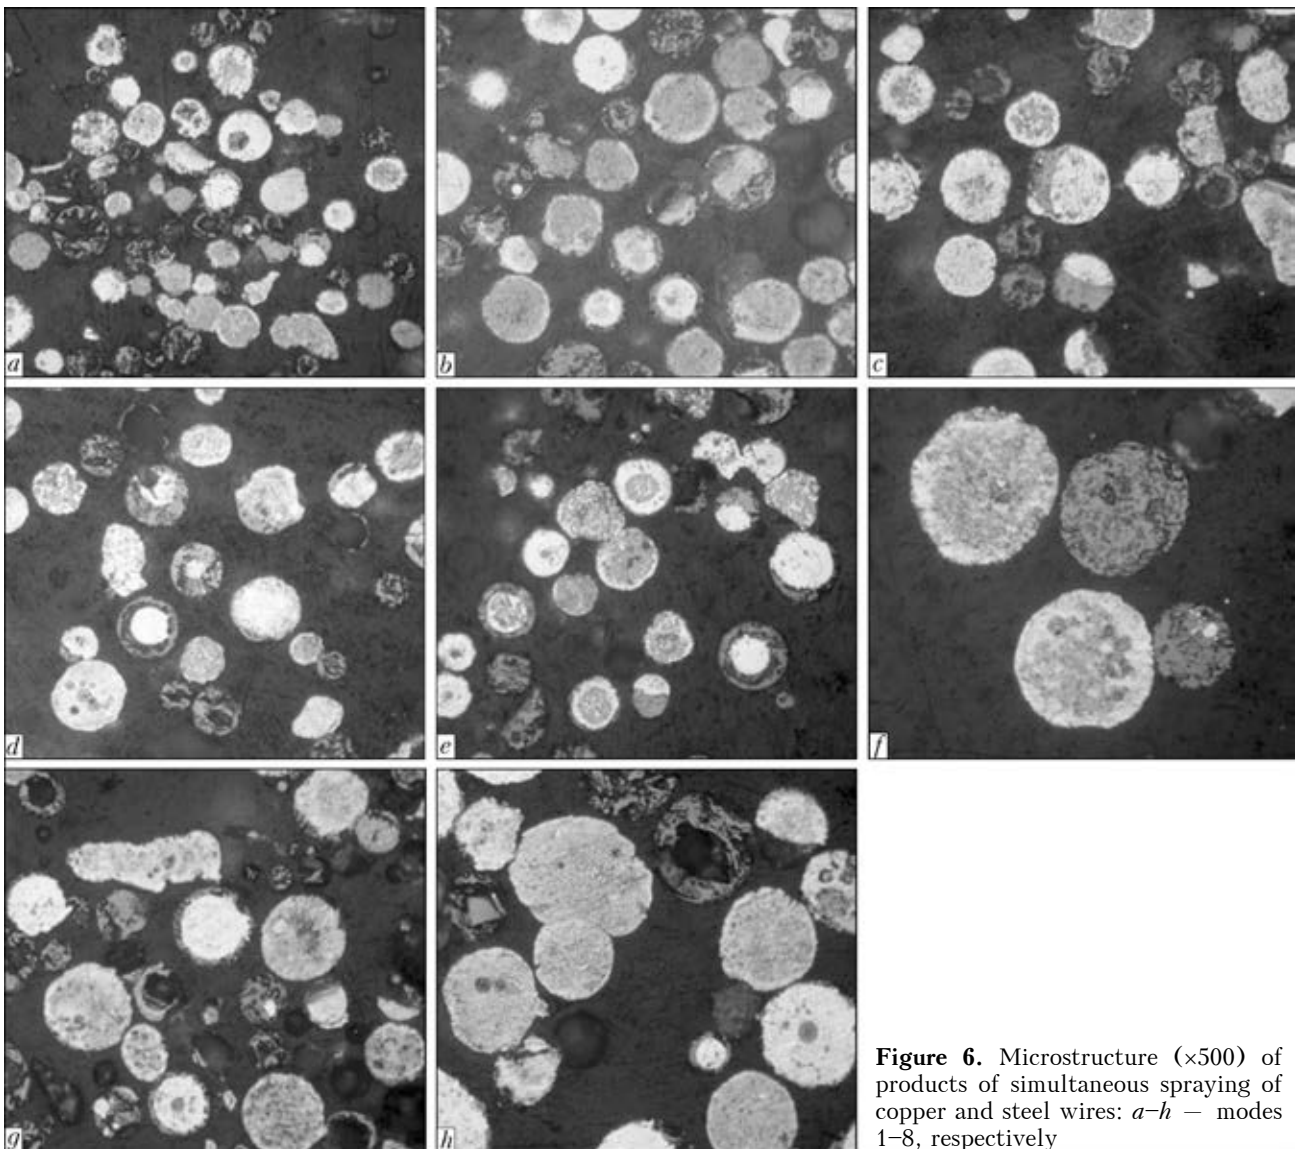 a
b
c
d
e
f
g
h
Figure 6. Microstructure (×500) of
products of simultaneous spraying of
copper and steel wires: a–h — modes
1–8, respectively